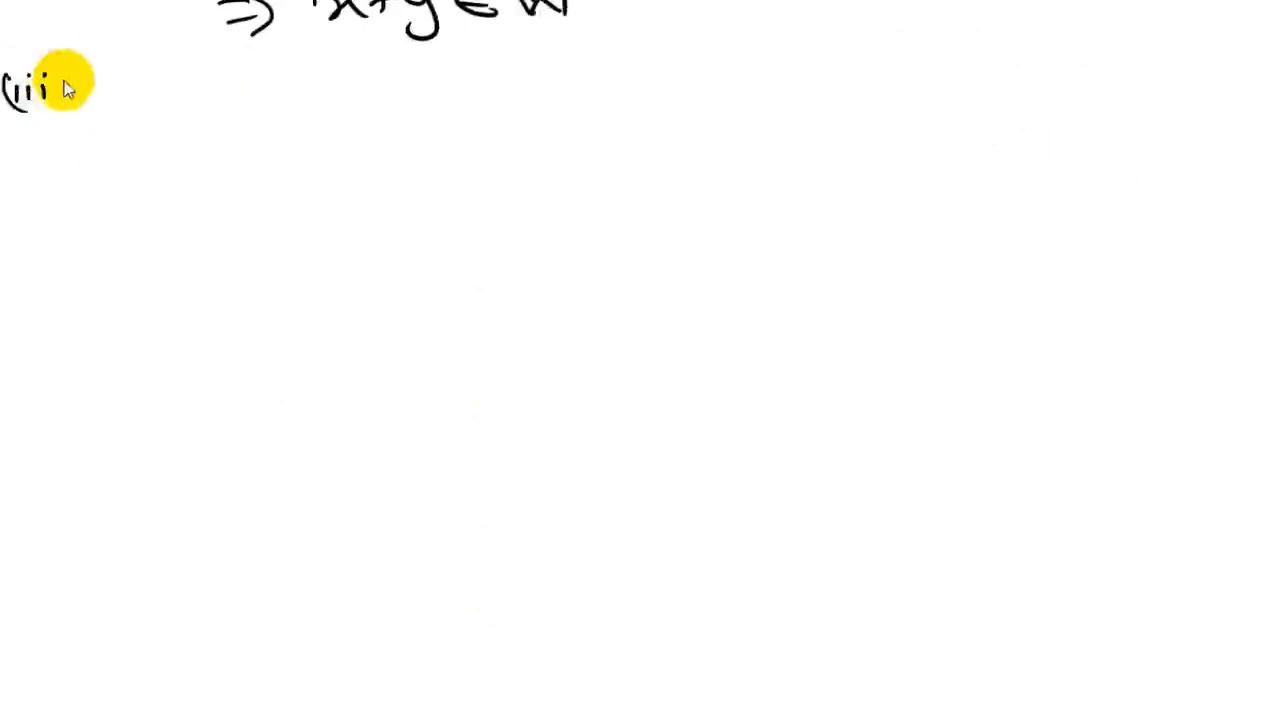 ⇒ x+y ∈ W
(iii